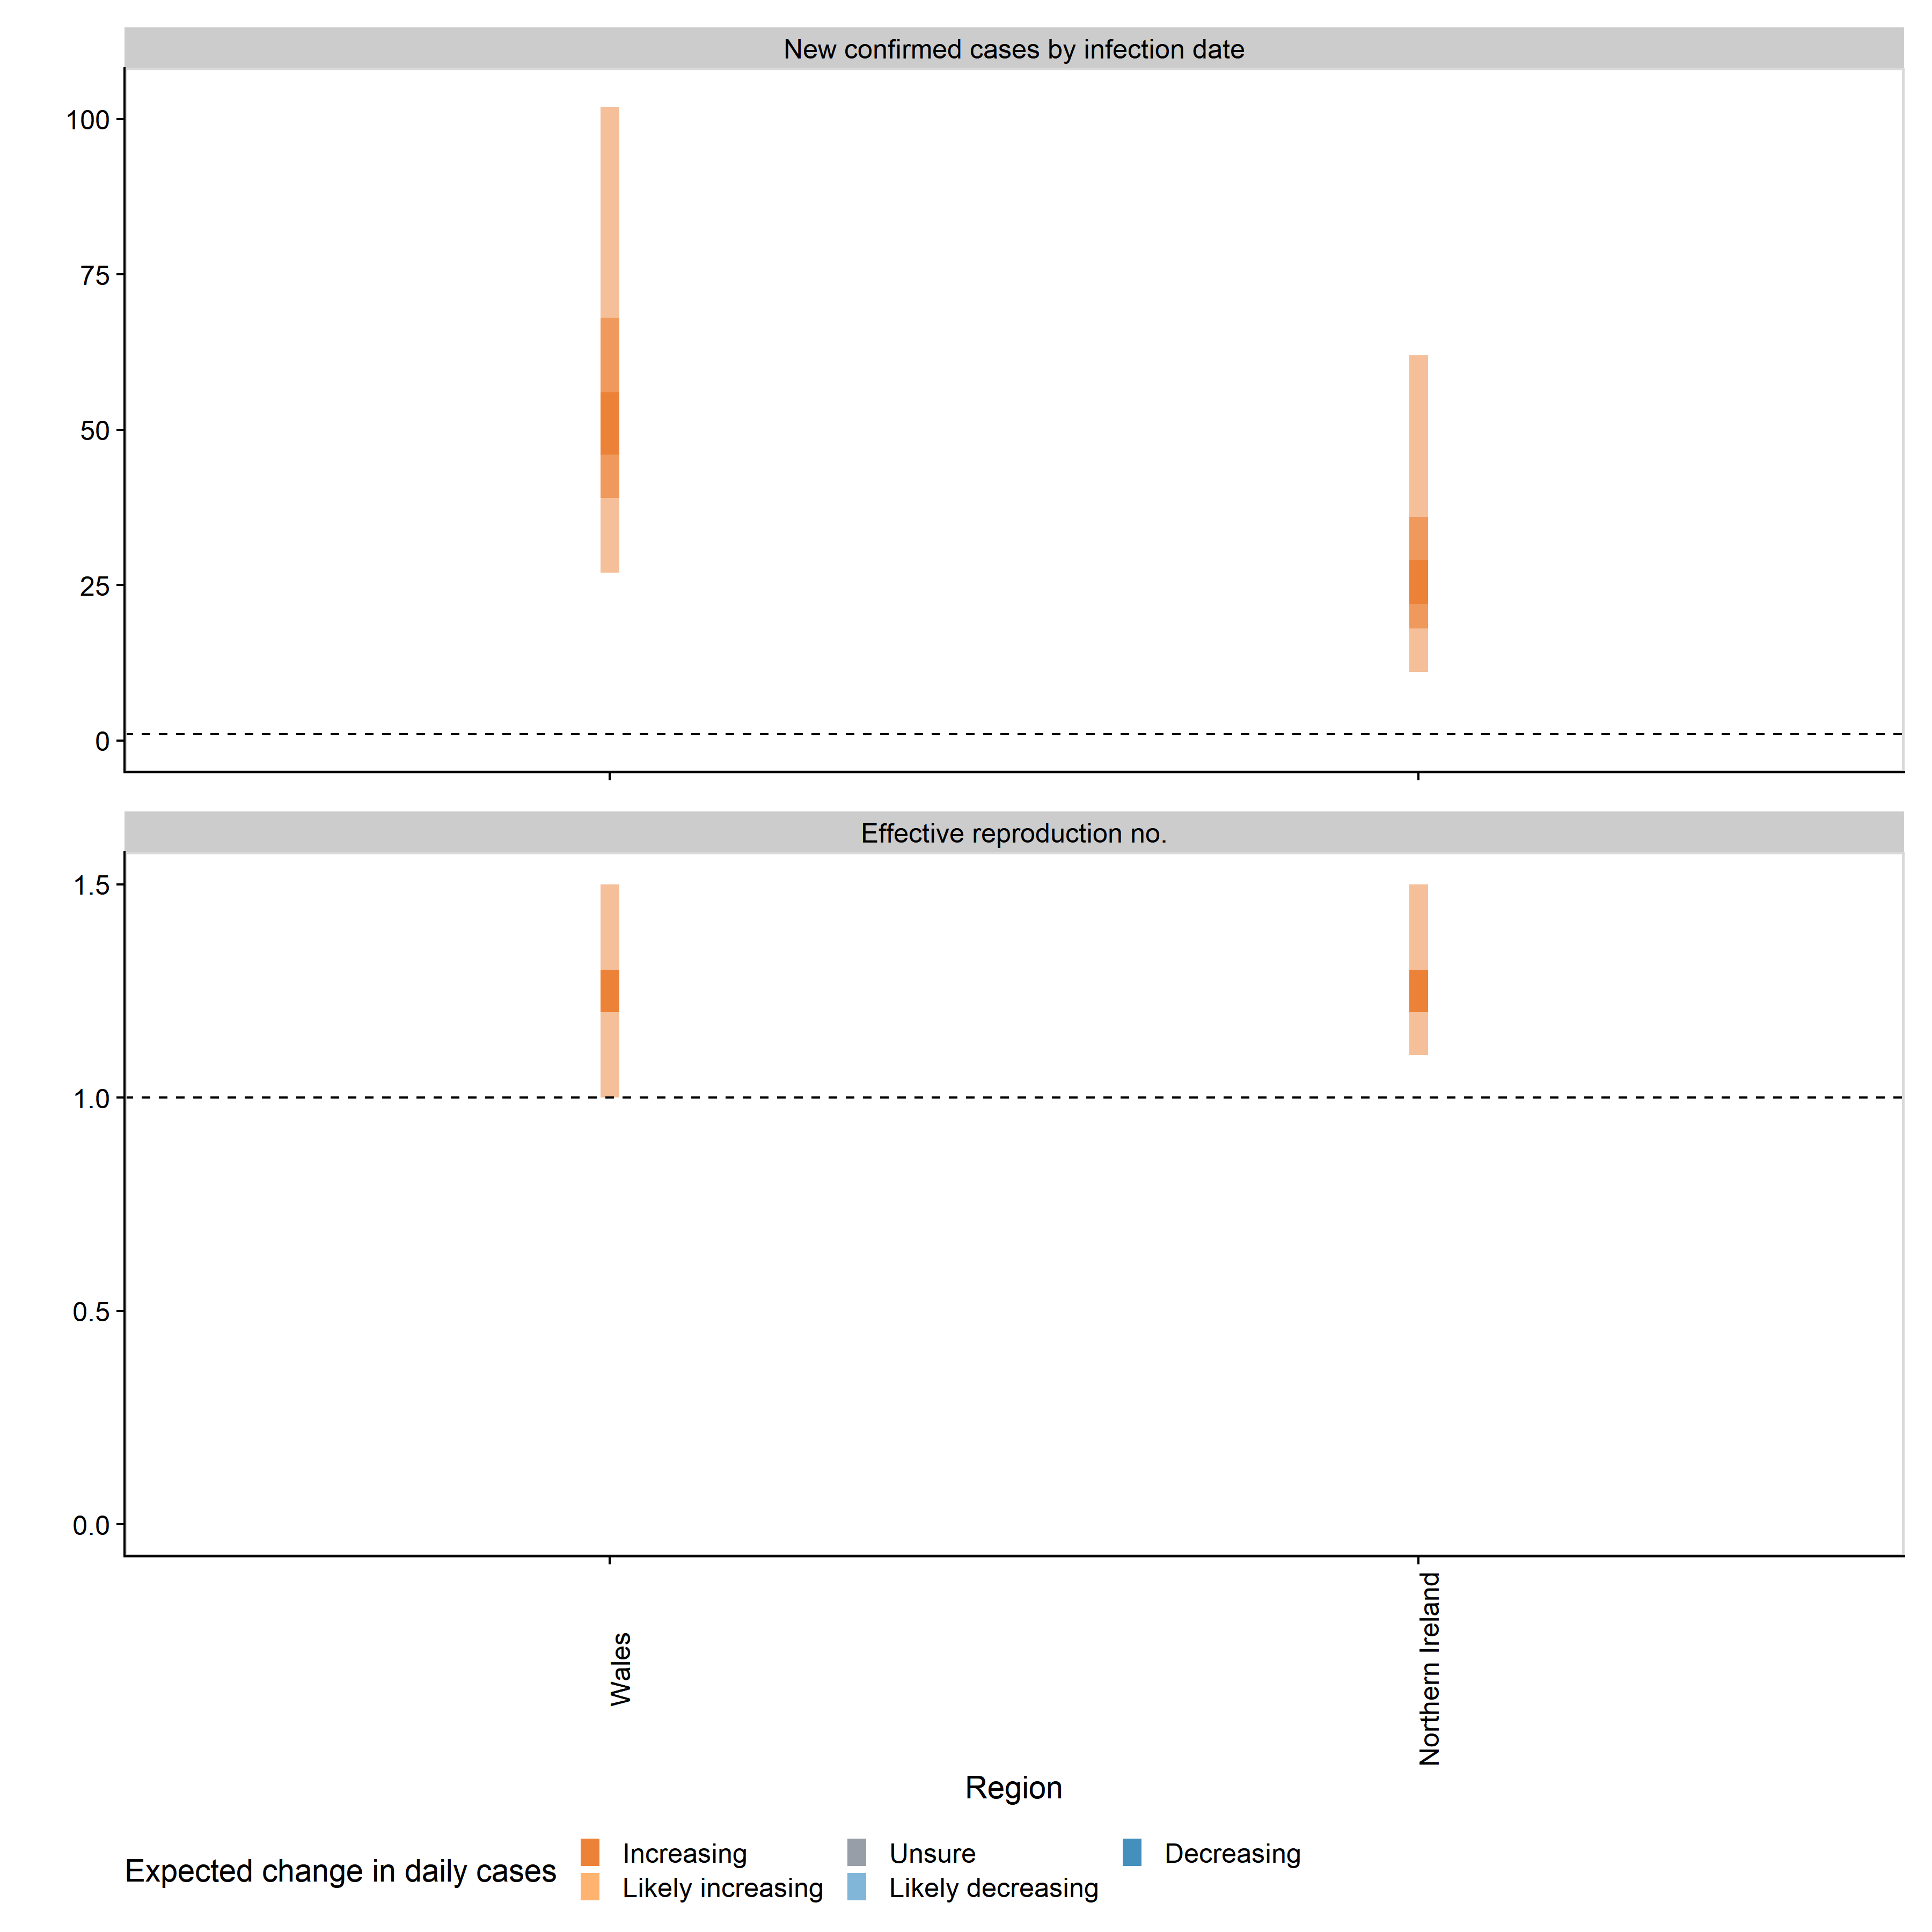 New confirmed cases by infection date
100
75
50
25
0
Effective reproduction no.
1.5
1.0
0.5
0.0
Wales
Northern Ireland
Region
Expected change in daily cases
Increasing
Unsure
Decreasing
Likely increasing
Likely decreasing